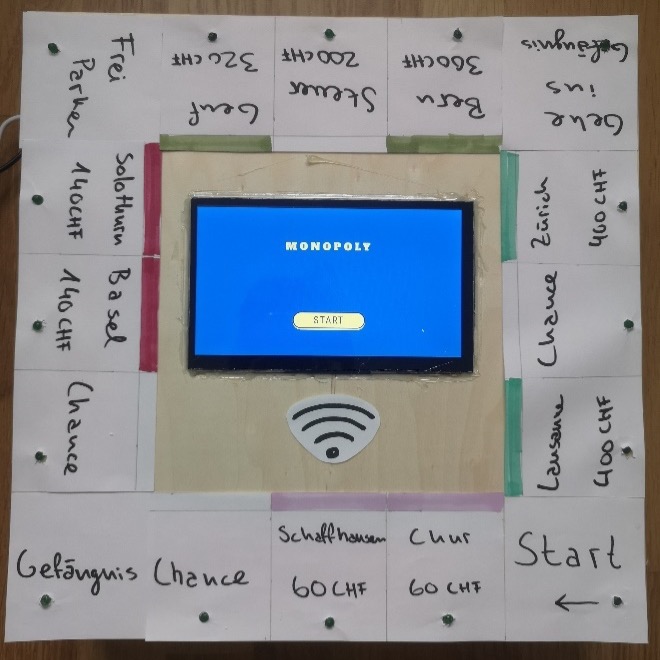 Frei
Parken
Genf
320 CHF
Steuer
200 CHF
Bern
300 CHF
Gehe
ins
Gefängnis
Solothurn
140 CHF
Basel
140 CHF
Chance
MONOPOLY
START
Zürich
400 CHF
Chance
Lausanne
400 CHF
Gefängnis
Chance
Schaffhausen
60 CHF
Chur
60 CHF
Start